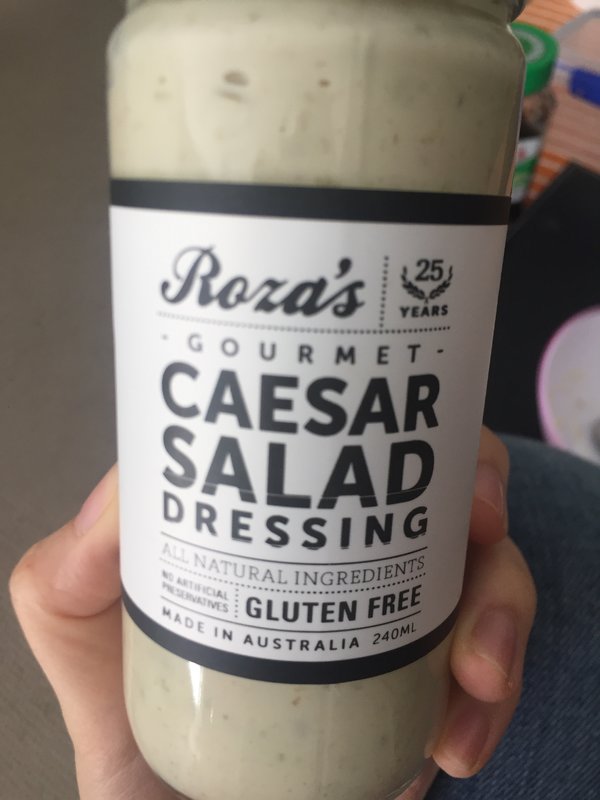 Roza's
25
YEARS
- GOURMET -
CAESAR
SALAD
DRESSING
ALL NATURAL INGREDIENTS
NO ARTIFICIAL
PRESERVATIVES
GLUTEN FREE
MADE IN AUSTRALIA 240ML